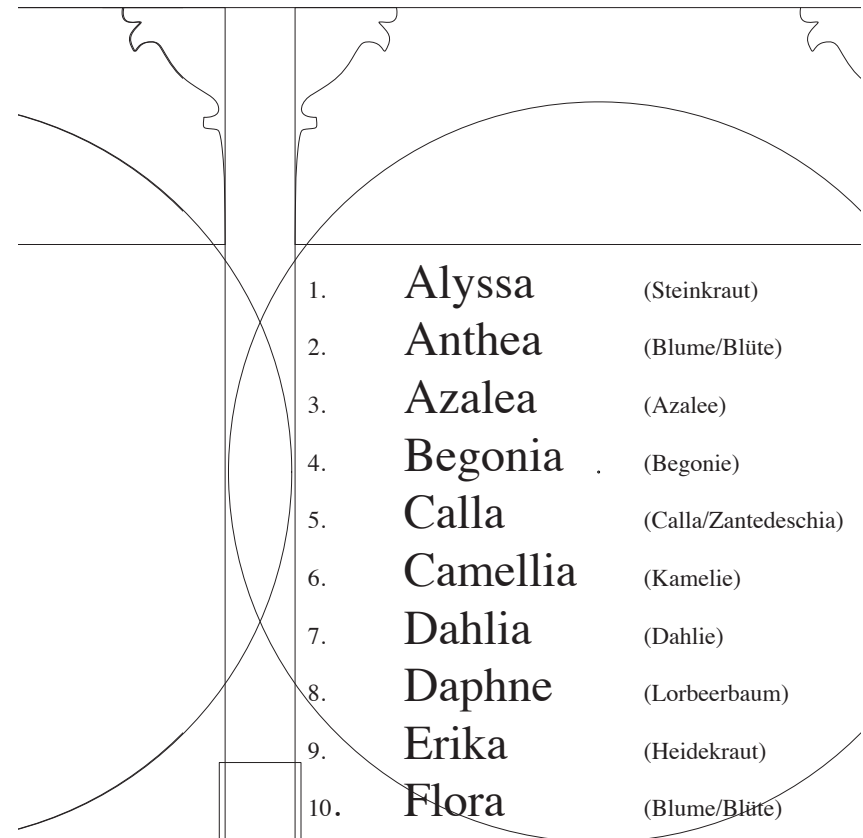 1. Alyssa (Steinkraut)
2. Anthea (Blume/Blüte)
3. Azalea (Azalee)
4. Begonia (Begonie)
5. Calla (Calla/Zantedeschia)
6. Camellia (Kamelie)
7. Dahlia (Dahlie)
8. Daphne (Lorbeerbaum)
9. Erika (Heidekraut)
10. Flora (Blume/Blüte)